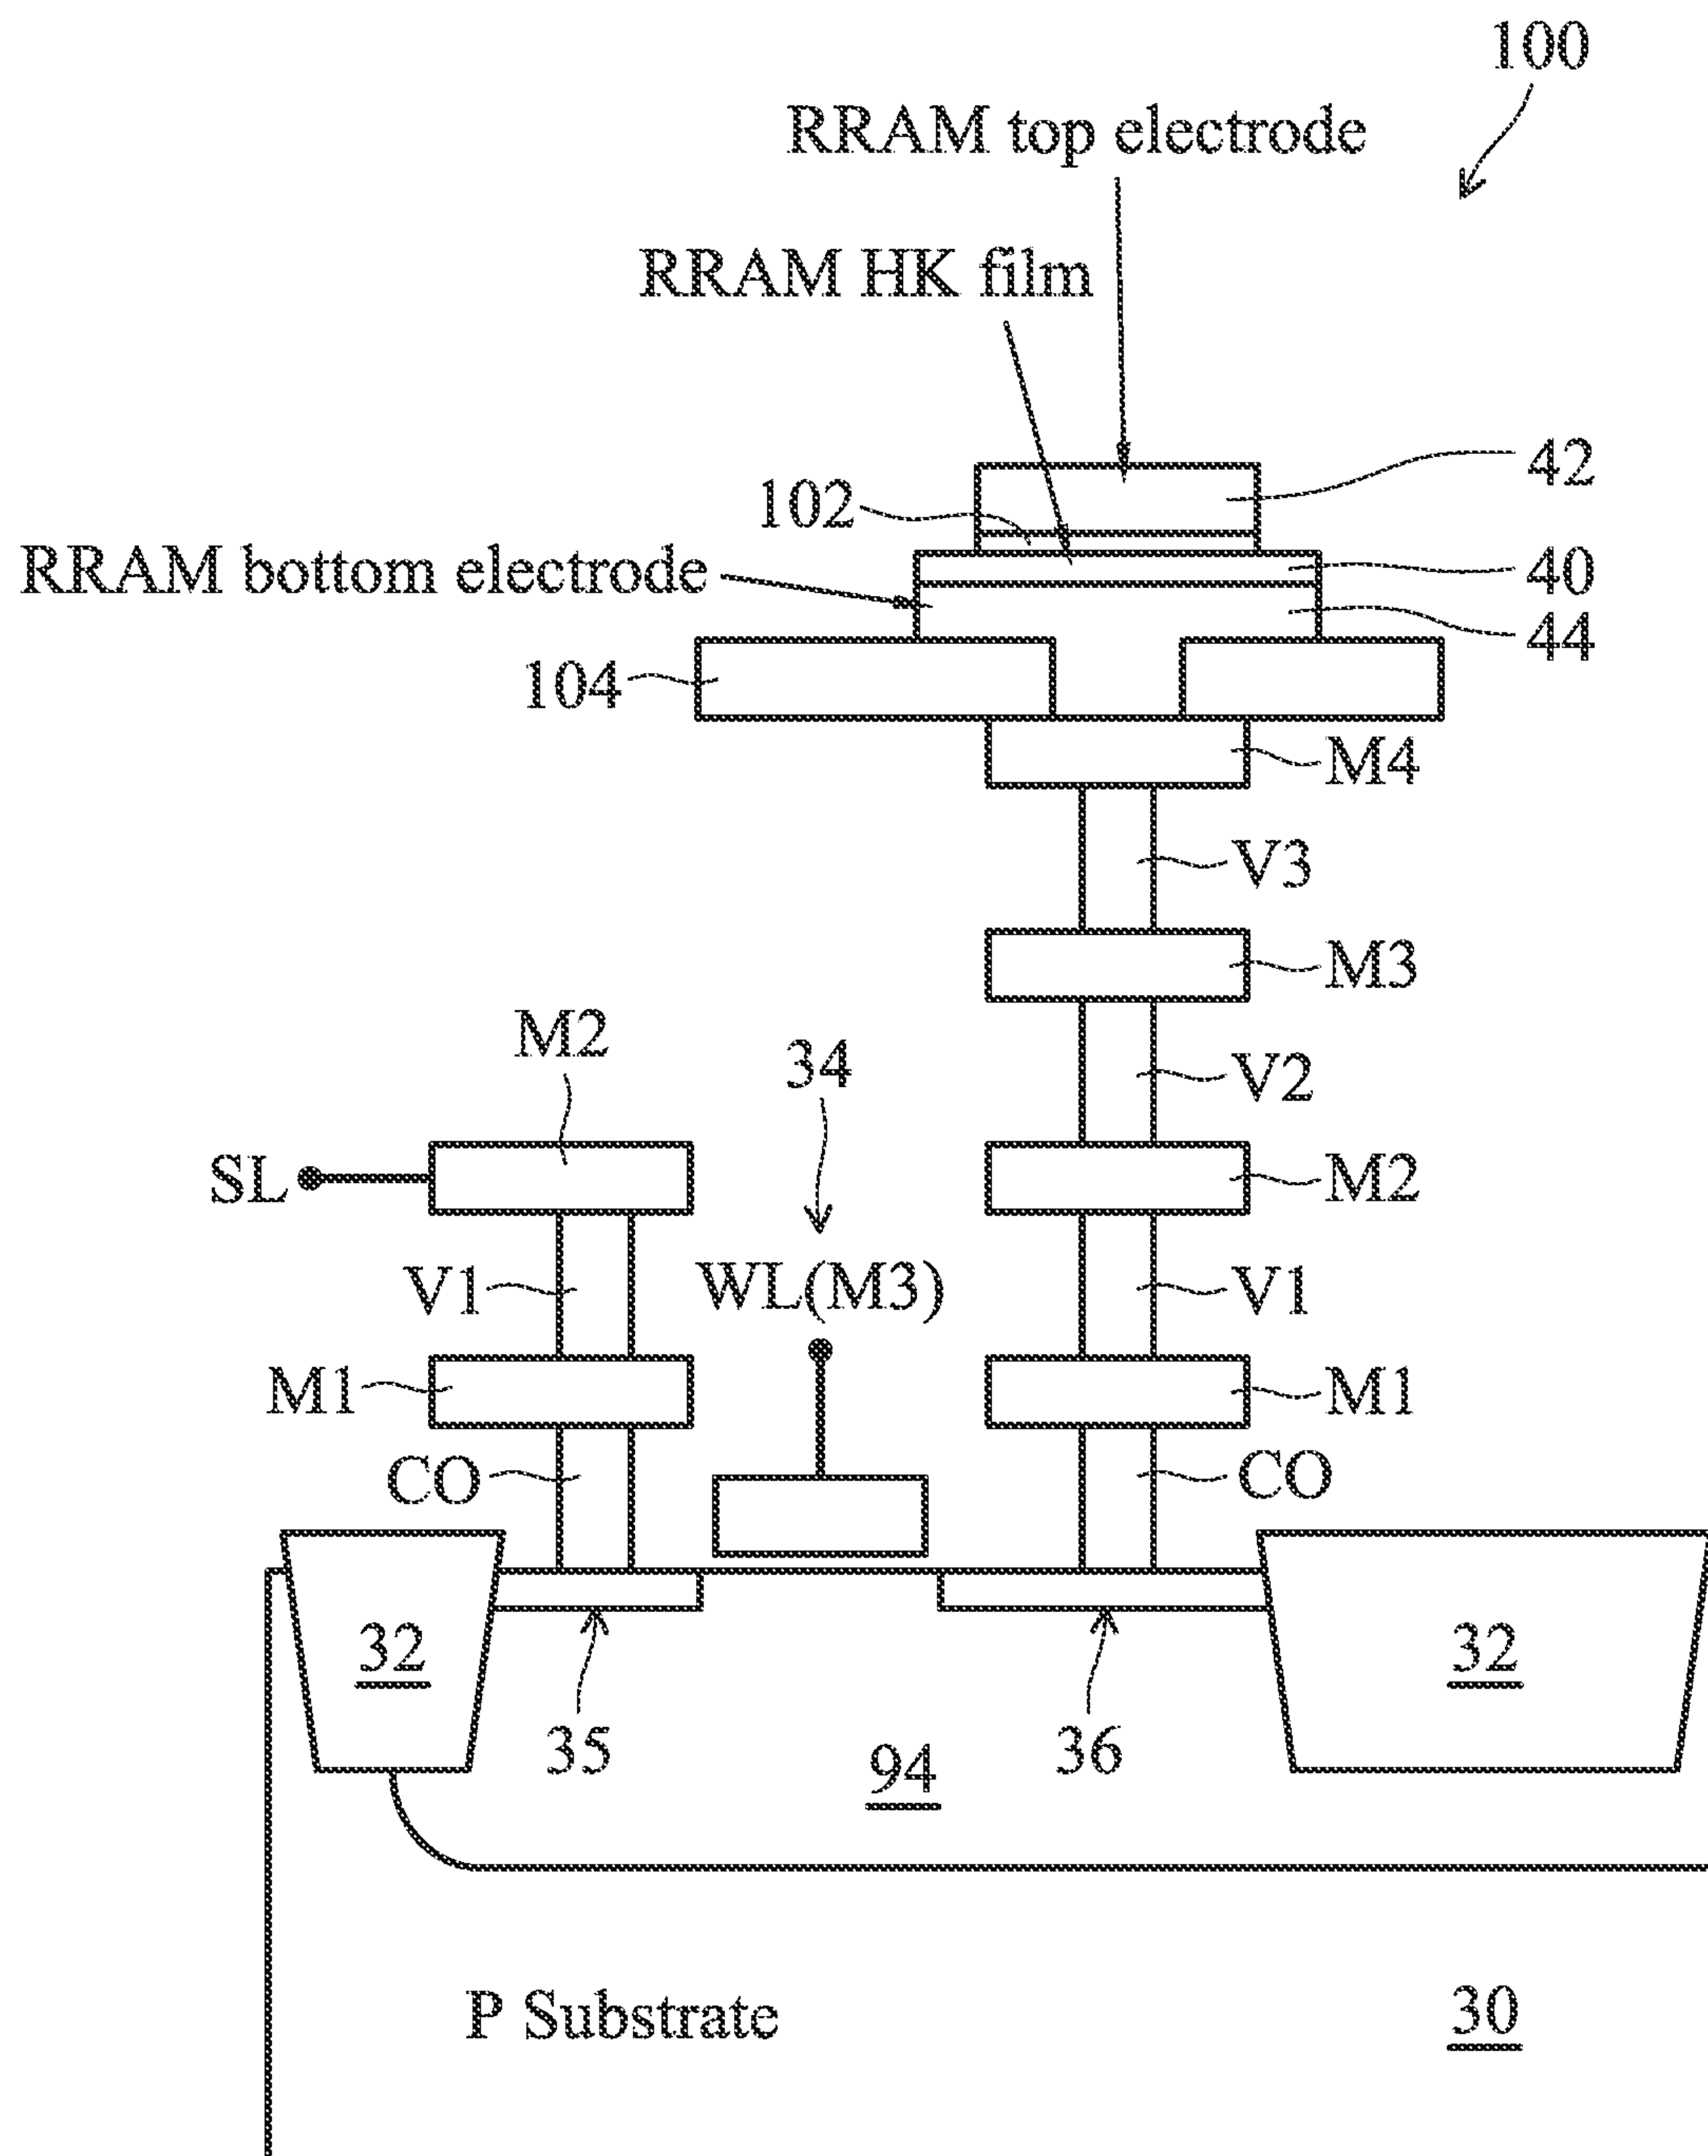 100
RRAM top electrode
RRAM HK film
42
102
RRAM bottom electrode
40
44
104
M4
V3
M3
M2
34
V2
SL
M2
V1
WL(M3)
V1
M1
M1
CO
CO
32
32
35
36
94
P Substrate
30